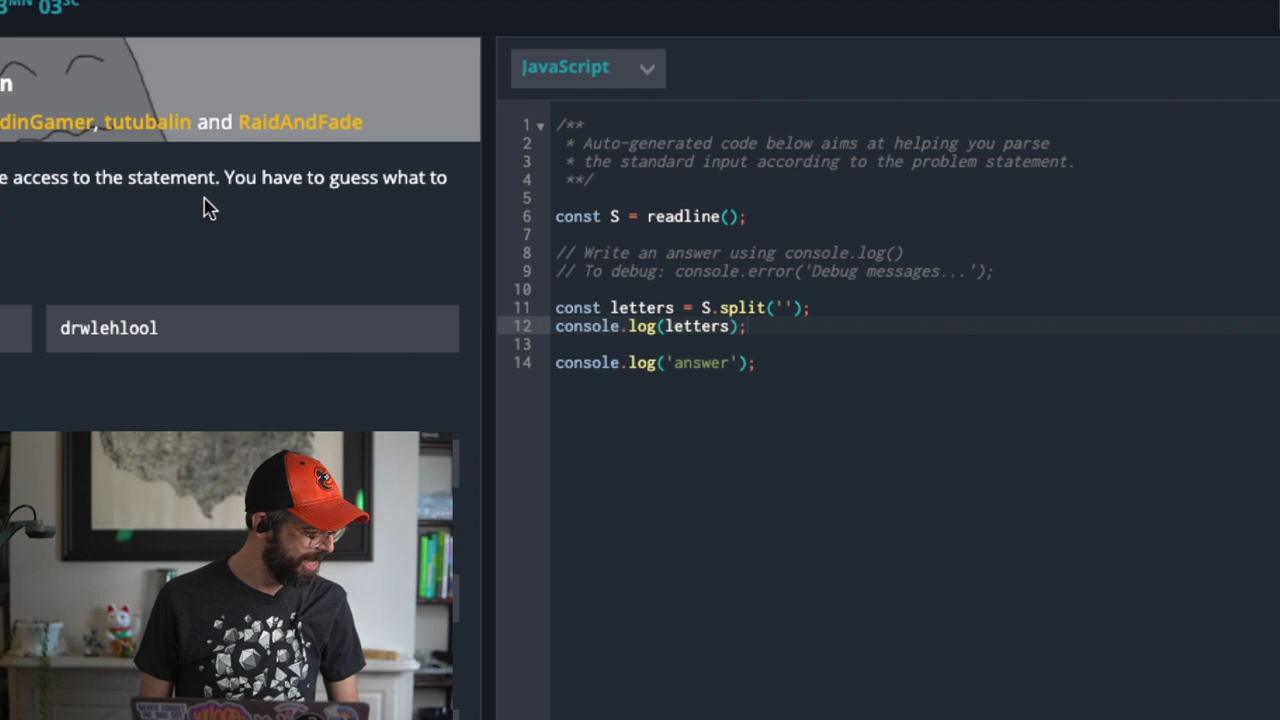 03SC
n
dinGamer, tutubalin and RaidAndFade
e access to the statement. You have to guess what to
drwlehlool
JavaScript
1 /**
2 * Auto-generated code below aims at helping you parse
3 * the standard input according to the problem statement.
4 **/
5
6 const S = readline();
7
8 // Write an answer using console.log()
9 // To debug: console.error('Debug messages...');
10
11 const letters = S.split('');
12 console.log(letters);
13
14 console.log('answer');
NEVER FORGET